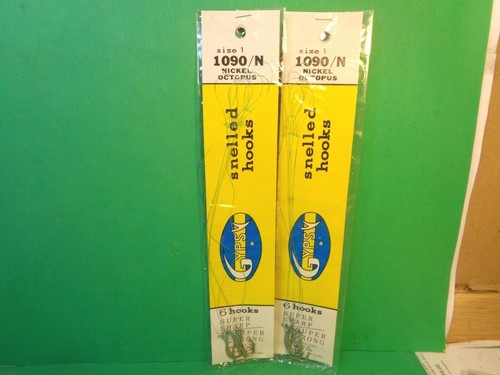 size 1
1090/N
NICKEL
OCTOPUS
snelled
hooks
GYPSY
6 hooks
SUPER
SHARP
SUPER
STRONG
size 1
1090/N
NICKEL
OCTOPUS
snelled
hooks
GYPSY
6 hooks
SUPER
SHARP
SUPER
STRONG